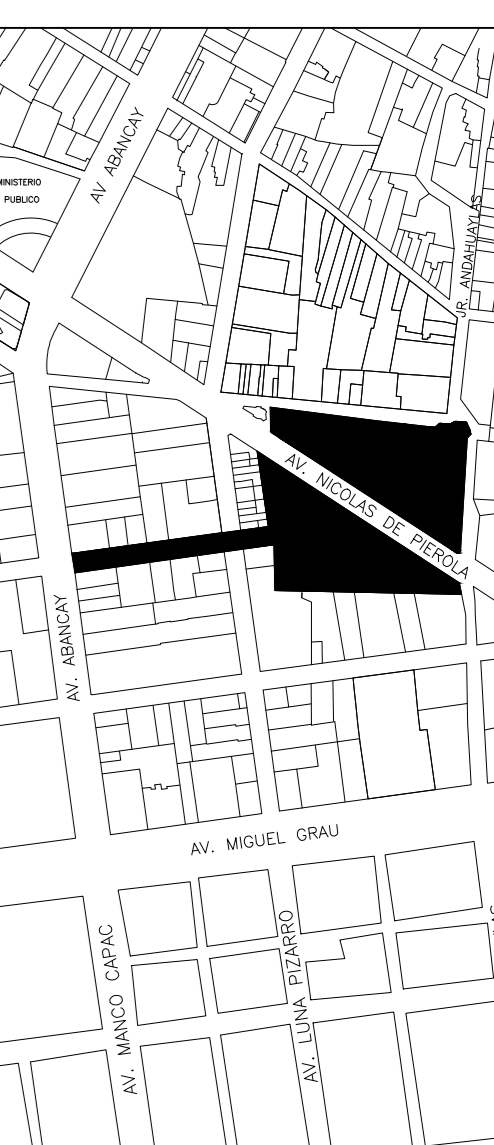 AV ABANCAY
MINISTERIO
PUBLICO
JR. ANDAHUAYLAS
AV. NICOLAS DE PIEROLA
AV. ABANCAY
AV. MIGUEL GRAU
AV. MANCO CAPAC
AV. LUNA PIZARRO